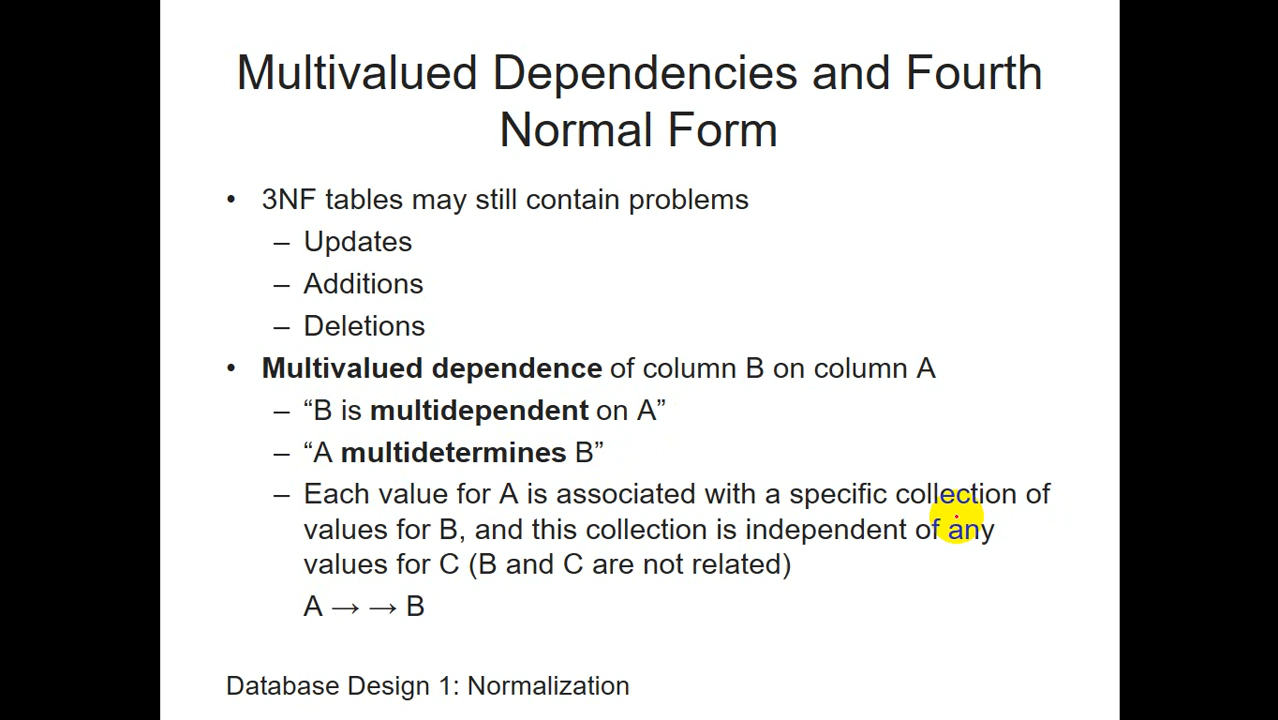 Multivalued Dependencies and Fourth
Normal Form
• 3NF tables may still contain problems
– Updates
– Additions
– Deletions
• Multivalued dependence of column B on column A
– “B is multidependent on A”
– “A multidetermines B”
– Each value for A is associated with a specific collection of
values for B, and this collection is independent of any
values for C (B and C are not related)
A → → B
Database Design 1: Normalization